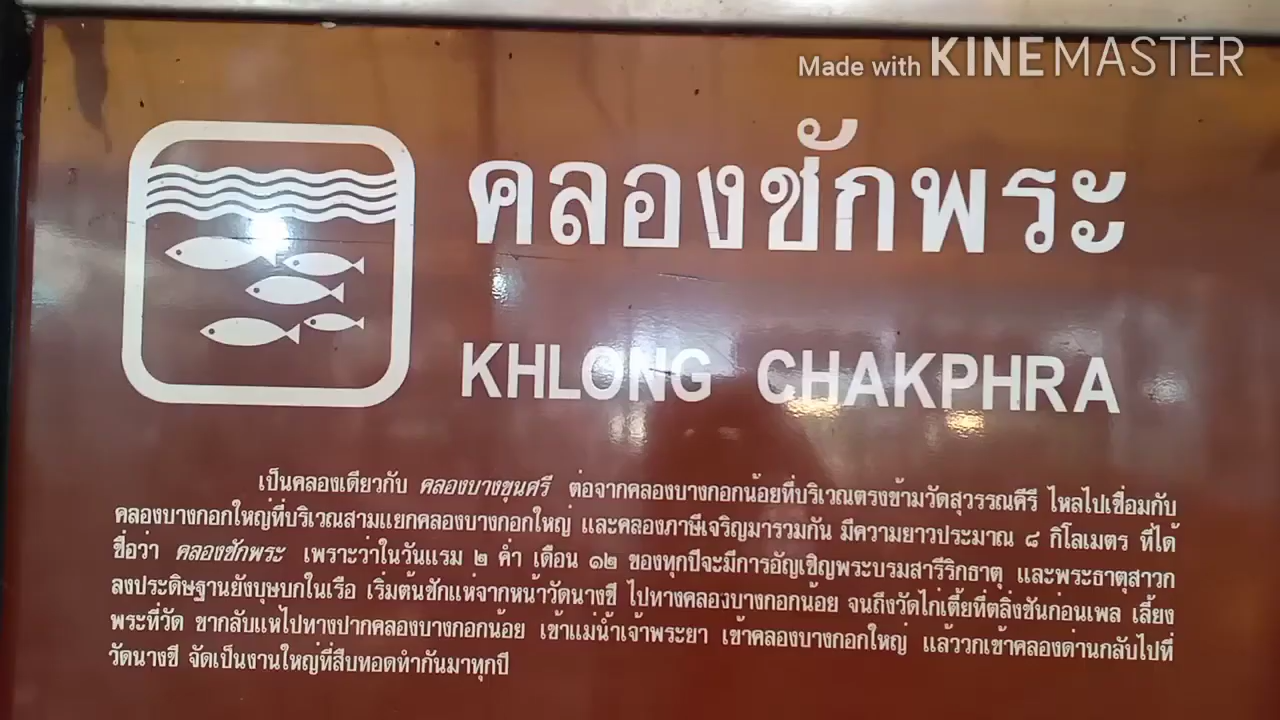 Made with KINEMASTER
คลองชักพระ
KHLONG CHAKPHRA
เป็นคลองเดียวกับ คลองบางขุนศรี ต่อจากคลองบางกอกน้อยที่บริเวณตรงข้ามวัดสุวรรณคีรี ไหลไปเชื่อมกับ
คลองบางกอกใหญ่ที่บริเวณสามแยกคลองบางกอกใหญ่ และคลองภาษีเจริญมารวมกัน มีความยาวประมาณ ๘ กิโลเมตร ที่ได้
ชื่อว่า คลองชักพระ เพราะว่าในวันแรม ๒ ค่ำ เดือน ๑๒ ของทุกปีจะมีการอัญเชิญพระบรมสารีริกธาตุ และพระธาตุสาวก
ลงประดิษฐานยังบุษบกในเรือ เริ่มต้นชักแห่จากหน้าวัดนางชี ไปทางคลองบางกอกน้อย จนถึงวัดไก่เตี้ยที่ตลิ่งชันก่อนเพล เลี้ยง
พระที่วัด ขากลับแห่ไปทางปากคลองบางกอกน้อย เข้าแม่น้ำเจ้าพระยา เข้าคลองบางกอกใหญ่ แล้ววกเข้าคลองด่านกลับไปที่
วัดนางชี จัดเป็นงานใหญ่ที่สืบทอดทำกันมาทุกปี